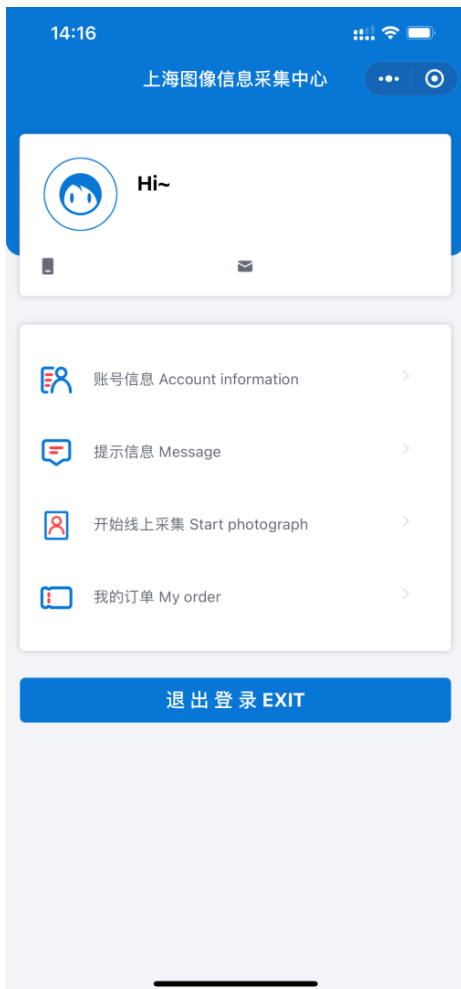 14:16
上海图像信息采集中心
Hi~
账号信息 Account information
提示信息 Message
开始线上采集 Start photograph
我的订单 My order
退出登录 EXIT